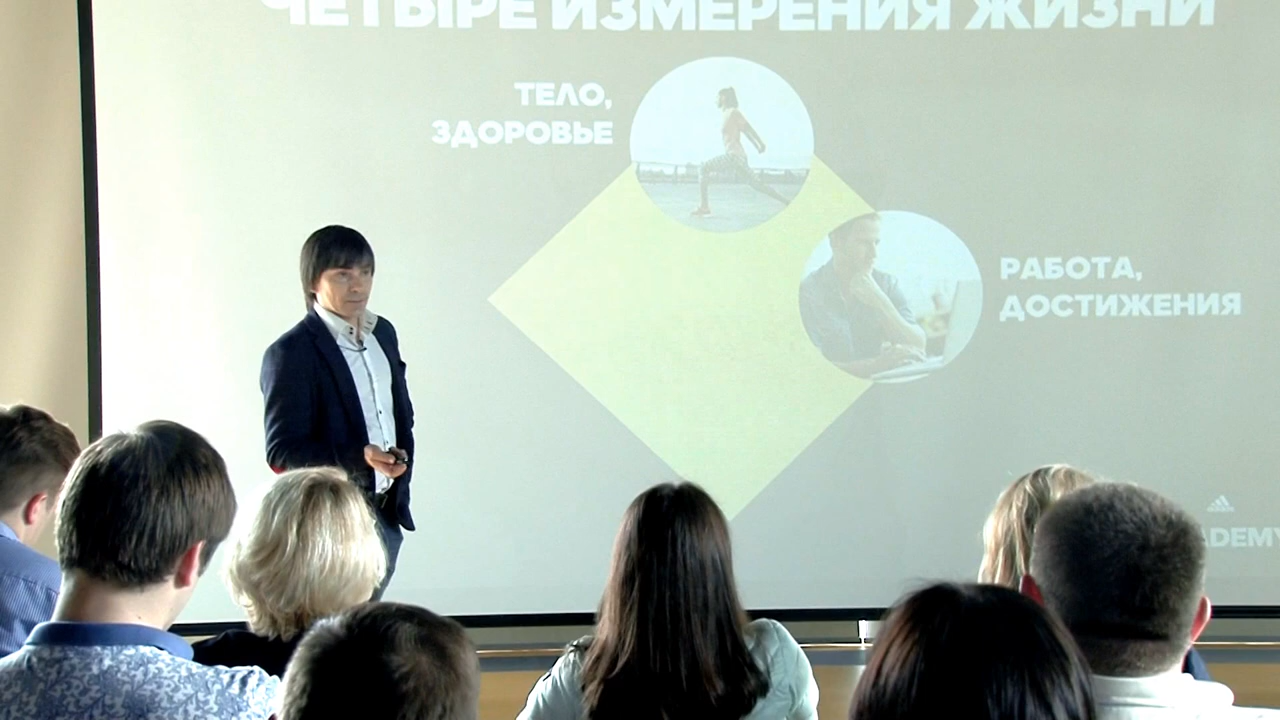 ЧЕТЫРЕ ИЗМЕРЕНИЯ ЖИЗНИ
ТЕЛО,
ЗДОРОВЬЕ
РАБОТА,
ДОСТИЖЕНИЯ